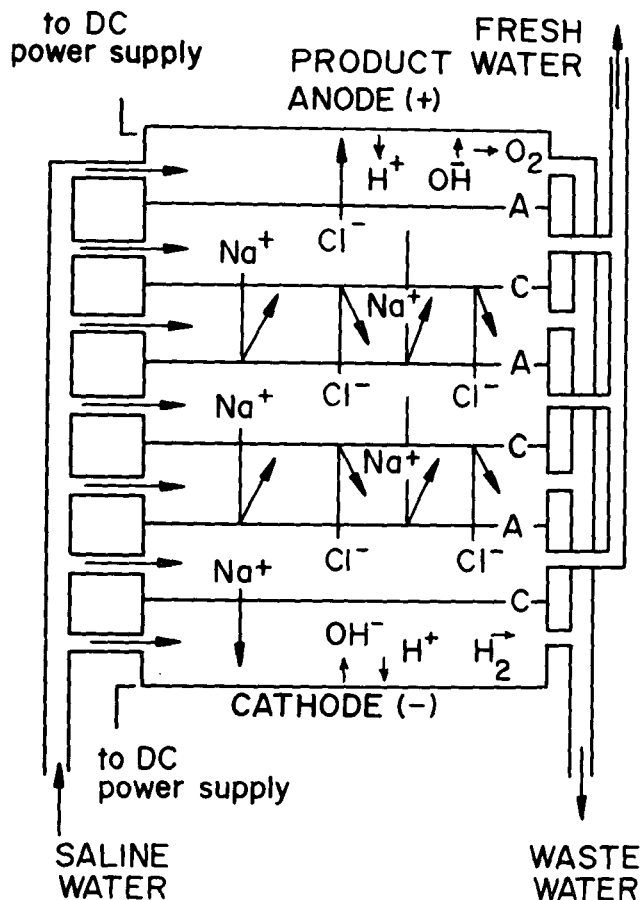 to DC
power supply
FRESH
WATER
PRODUCT
ANODE (+)
H⁺ OH̄ → O₂
A
Cl⁻
Na⁺
C
Na⁺
A
Cl⁻ Cl⁻
Na⁺
C
Na⁺
A
Cl⁻ Cl⁻
Na⁺
C
OH⁻ H⁺ H₂
CATHODE (−)
to DC
power supply
SALINE
WATER
WASTE
WATER